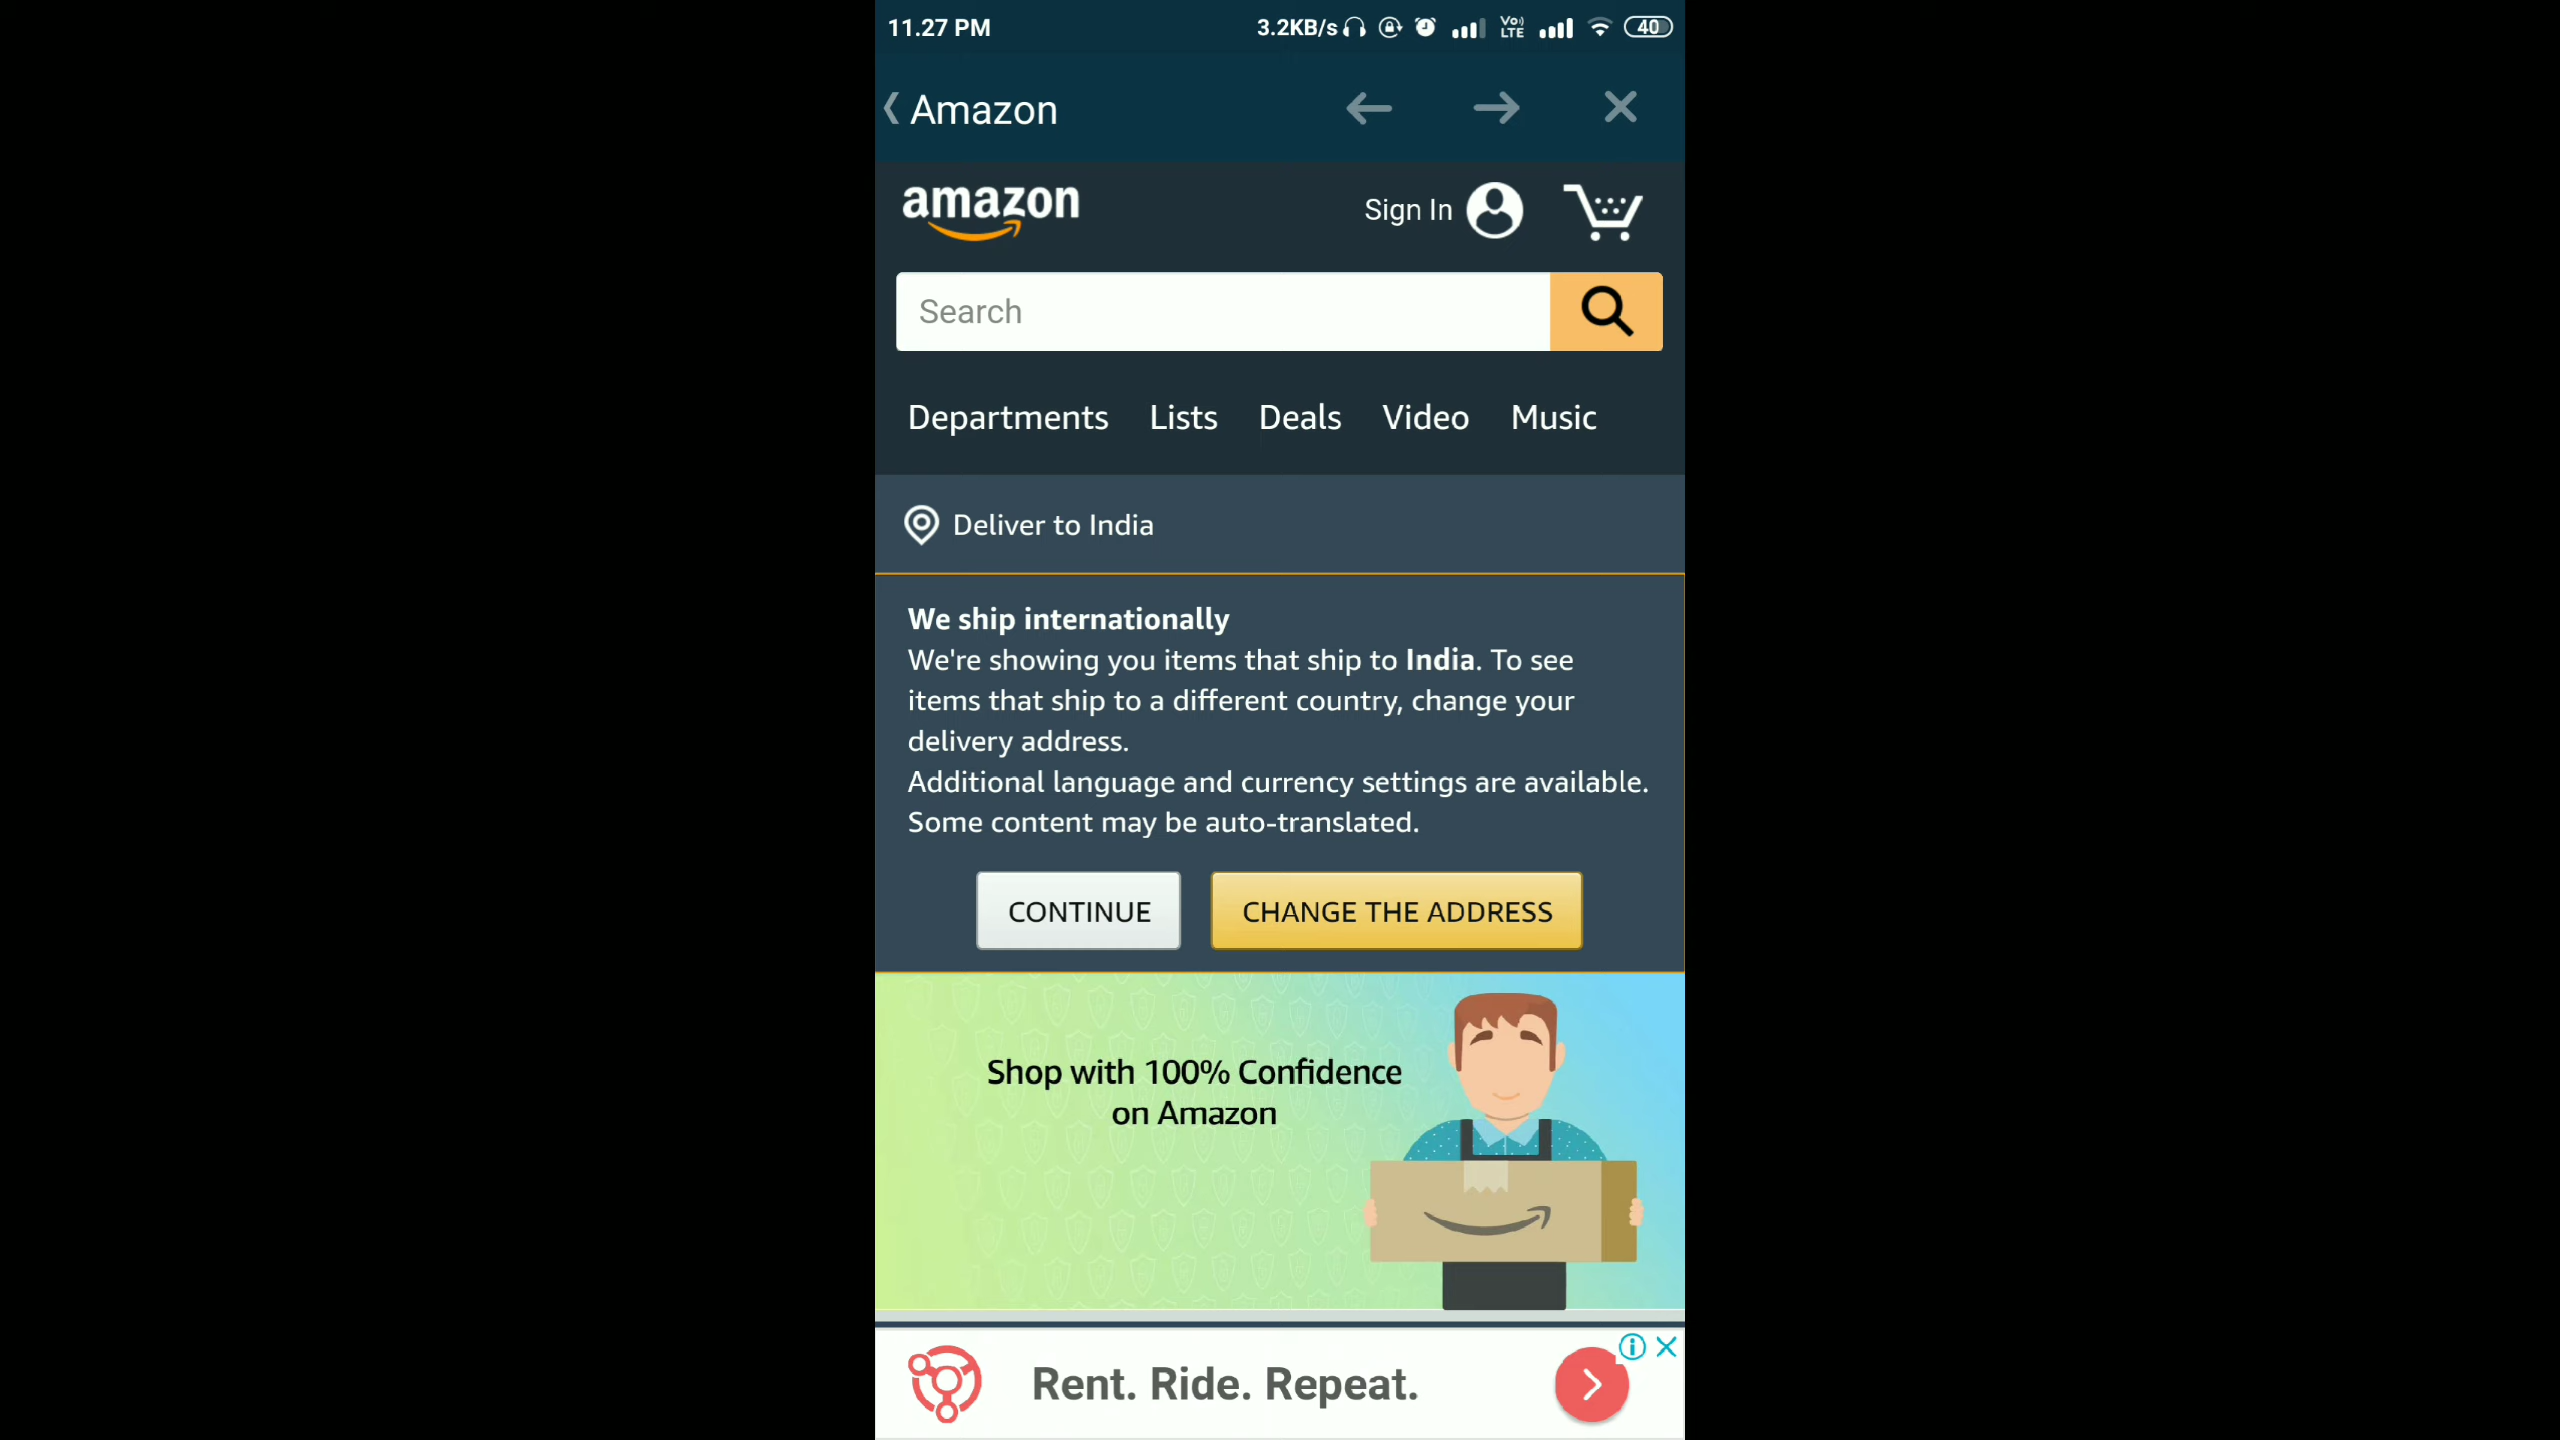 11.27 PM 3.2KB/s Vo) LTE 40
Amazon
amazon Sign In
Search
Departments Lists Deals Video Music
Deliver to India
We ship internationally
We're showing you items that ship to India. To see
items that ship to a different country, change your
delivery address.
Additional language and currency settings are available.
Some content may be auto-translated.
CONTINUE CHANGE THE ADDRESS
Shop with 100% Confidence
on Amazon
Rent. Ride. Repeat.